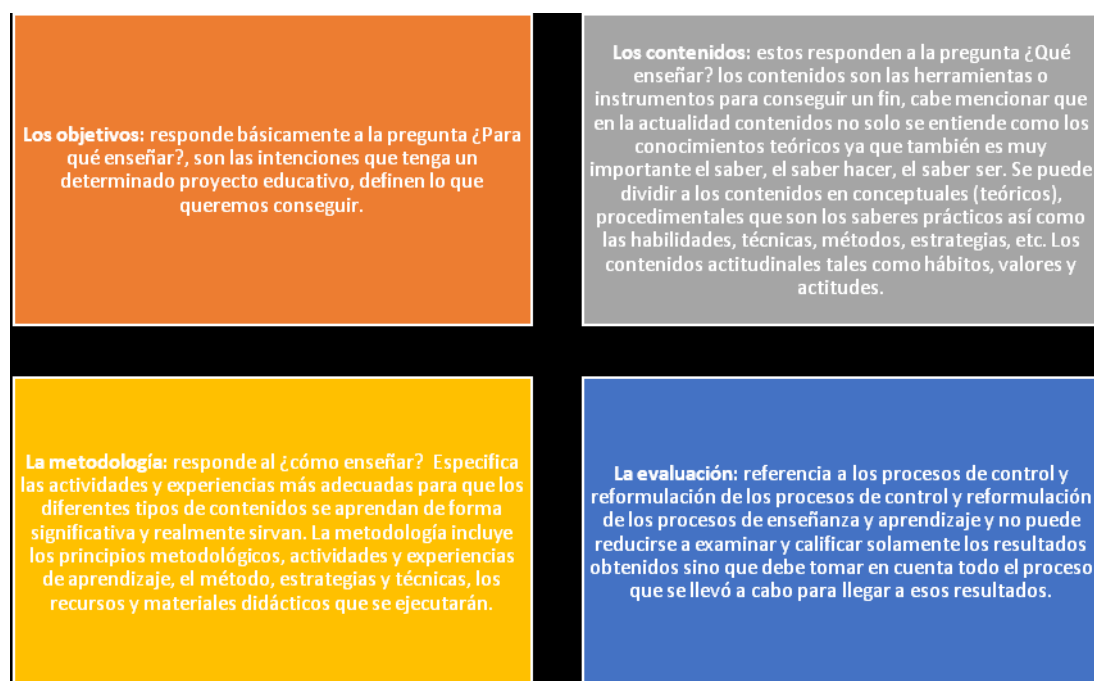 Los objetivos: responde básicamente a la pregunta ¿Para
qué enseñar?, son las intenciones que tenga un
determinado proyecto educativo, definen lo que
queremos conseguir.
Los contenidos: estos responden a la pregunta ¿Qué
enseñar? los contenidos son las herramientas o
instrumentos para conseguir un fin, cabe mencionar que
en la actualidad contenidos no solo se entiende como los
conocimientos teóricos ya que también es muy
importante el saber, el saber hacer, el saber ser. Se puede
dividir a los contenidos en conceptuales (teóricos),
procedimentales que son los saberes prácticos así como
las habilidades, técnicas, métodos, estrategias, etc. Los
contenidos actitudinales tales como hábitos, valores y
actitudes.
La metodología: responde al ¿cómo enseñar? Especifica
las actividades y experiencias más adecuadas para que los
diferentes tipos de contenidos se aprendan de forma
significativa y realmente sirvan. La metodología incluye
los principios metodológicos, actividades y experiencias
de aprendizaje, el método, estrategias y técnicas, los
recursos y materiales didácticos que se ejecutarán.
La evaluación: referencia a los procesos de control y
reformulación de los procesos de control y reformulación
de los procesos de enseñanza y aprendizaje y no puede
reducirse a examinar y calificar solamente los resultados
obtenidos sino que debe tomar en cuenta todo el proceso
que se llevó a cabo para llegar a esos resultados.